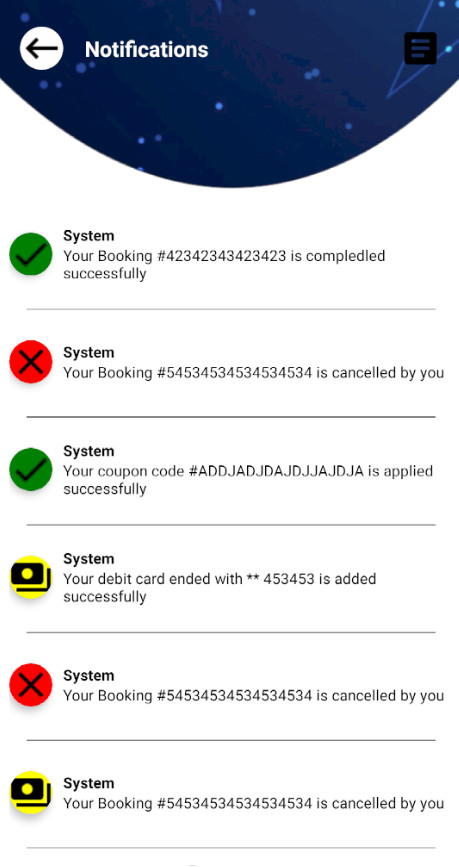 Notifications
System
Your Booking #42342343423423 is compledled
successfully
System
Your Booking #54534534534534534 is cancelled by you
System
Your coupon code #ADDJADJDAJDJJAJDJA is applied
successfully
System
Your debit card ended with ** 453453 is added
successfully
System
Your Booking #54534534534534534 is cancelled by you
System
Your Booking #54534534534534534 is cancelled by you